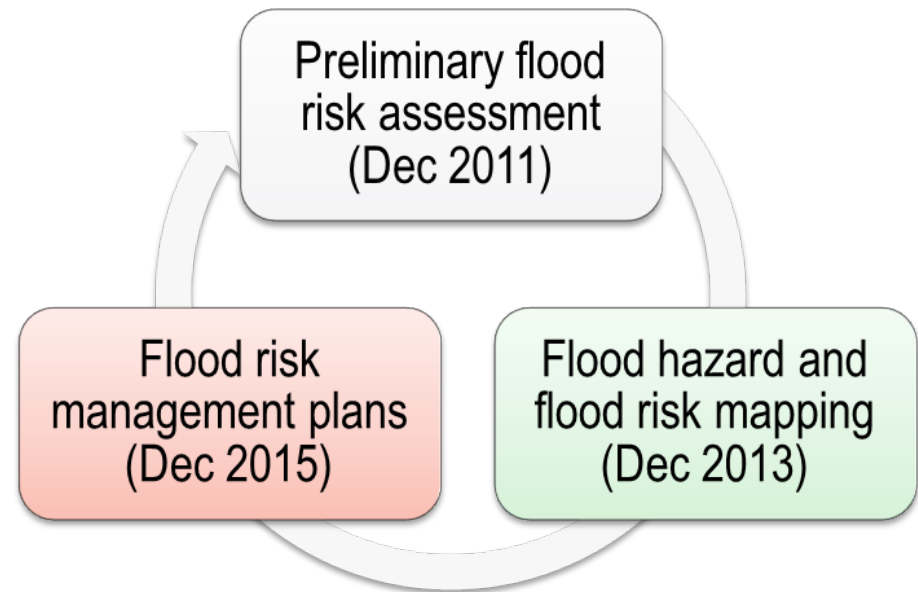 Preliminary flood
risk assessment
(Dec 2011)
Flood hazard and
flood risk mapping
(Dec 2013)
Flood risk
management plans
(Dec 2015)